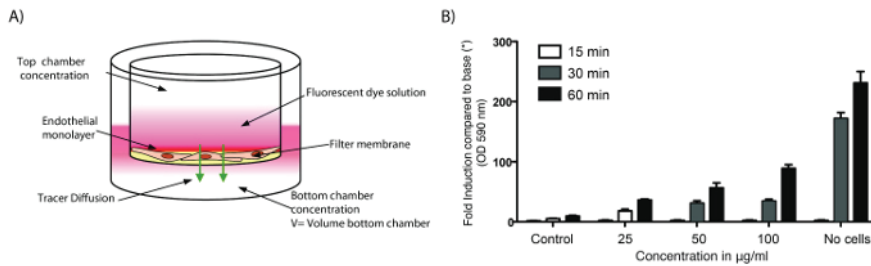 A)
Top chamber
concentration
Fluorescent dye solution
Endothelial
monolayer
Filter membrane
Tracer Diffusion
Bottom chamber
concentration
V= Volume bottom chamber
B)
Fold Induction compared to base (*)
(OD 590 nm)
300
200
100
0
15 min
30 min
60 min
Control
25
50
100
No cells
Concentration in µg/ml